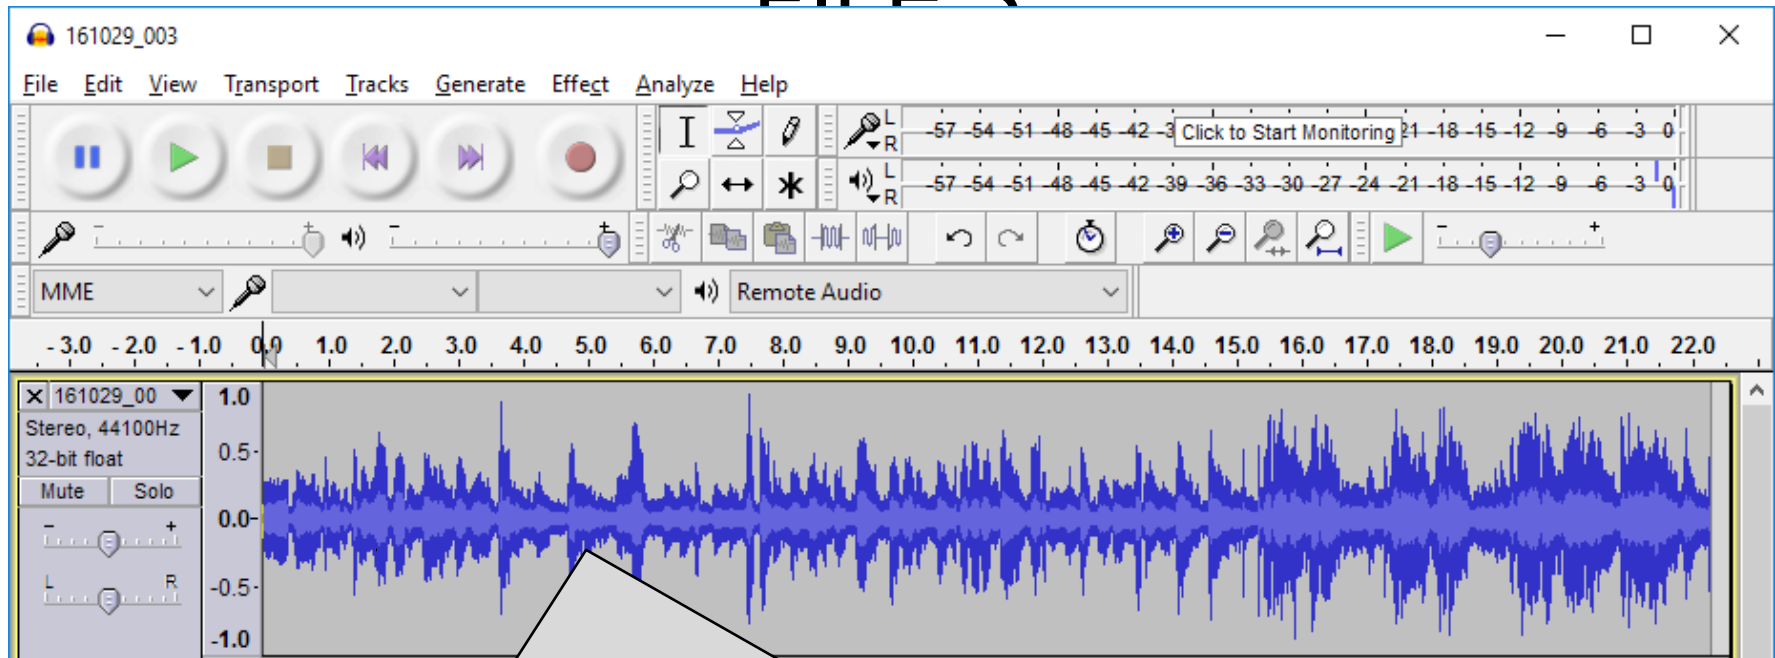 161029_003
File Edit View Transport Tracks Generate Effect Analyze Help
L
R
-57 -54 -51 -48 -45 -42 -3 Click to Start Monitoring 21 -18 -15 -12 -9 -6 -3 0
L
R
-57 -54 -51 -48 -45 -42 -39 -36 -33 -30 -27 -24 -21 -18 -15 -12 -9 -6 -3 0
- +
- +
- +
MME Remote Audio
-3.0 -2.0 -1.0 0.0 1.0 2.0 3.0 4.0 5.0 6.0 7.0 8.0 9.0 10.0 11.0 12.0 13.0 14.0 15.0 16.0 17.0 18.0 19.0 20.0 21.0 22.0
X 161029_00 1.0
Stereo, 44100Hz
32-bit float 0.5
Mute Solo
- + 0.0
L R -0.5
-1.0